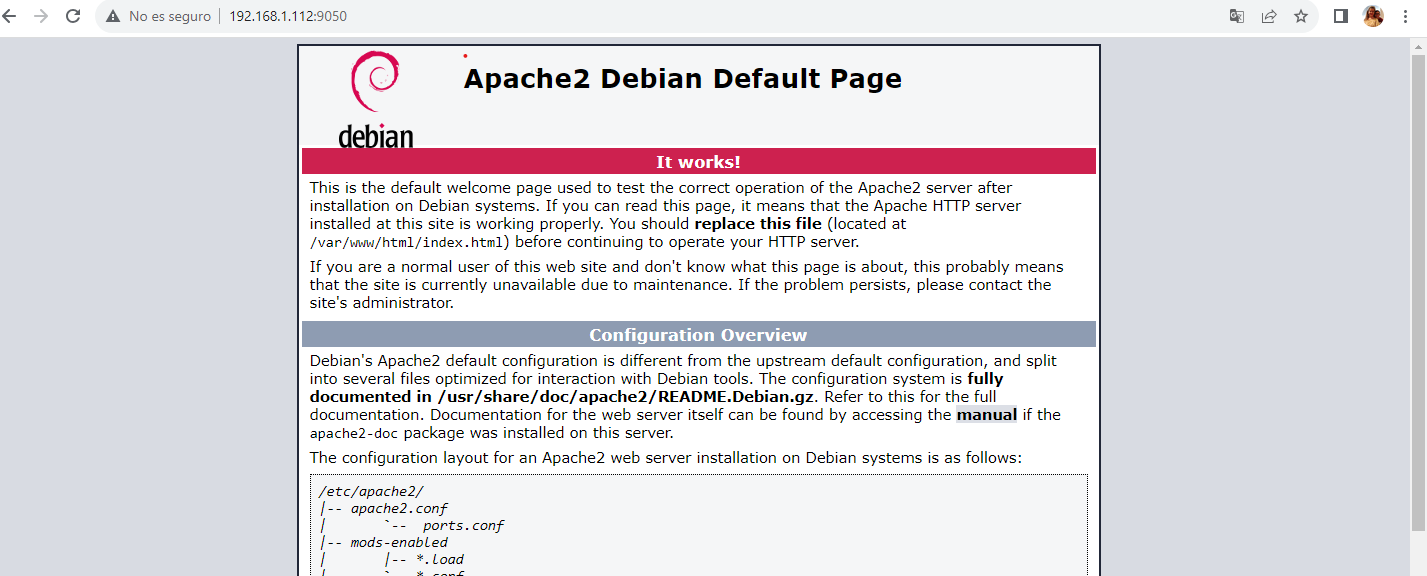 No es seguro | 192.168.1.112:9050
debian
Apache2 Debian Default Page
It works!
This is the default welcome page used to test the correct operation of the Apache2 server after
installation on Debian systems. If you can read this page, it means that the Apache HTTP server
installed at this site is working properly. You should replace this file (located at
/var/www/html/index.html) before continuing to operate your HTTP server.
If you are a normal user of this web site and don't know what this page is about, this probably means
that the site is currently unavailable due to maintenance. If the problem persists, please contact the
site's administrator.
Configuration Overview
Debian's Apache2 default configuration is different from the upstream default configuration, and split
into several files optimized for interaction with Debian tools. The configuration system is fully
documented in /usr/share/doc/apache2/README.Debian.gz. Refer to this for the full
documentation. Documentation for the web server itself can be found by accessing the manual if the
apache2-doc package was installed on this server.
The configuration layout for an Apache2 web server installation on Debian systems is as follows:
/etc/apache2/
|-- apache2.conf
|       `--  ports.conf
|-- mods-enabled
|       |-- *.load
|       `-- *.conf